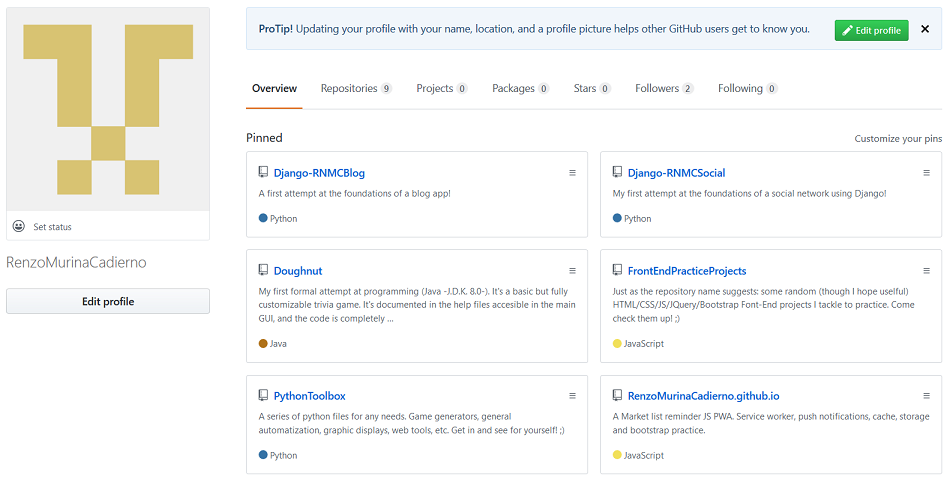 ProTip! Updating your profile with your name, location, and a profile picture helps other GitHub users get to know you.
Edit profile
Overview
Repositories 9
Projects 0
Packages 0
Stars 0
Followers 2
Following 0
Set status
RenzoMurinaCadierno
Edit profile
Pinned
Customize your pins
Django-RNMCBlog
A first attempt at the foundations of a blog app!
Python
Django-RNMCSocial
My first attempt at the foundations of a social network using Django!
Python
Doughnut
My first formal attempt at programming (Java -J.D.K. 8.0-). It's a basic but fully
customizable trivia game. It's documented in the help files accesible in the main
GUI, and the code is completely ...
Java
FrontEndPracticeProjects
Just as the repository name suggests: some random (though I hope uselful)
HTML/CSS/JS/JQuery/Bootstrap Font-End projects I tackle to practice. Come
check them up! ;)
JavaScript
PythonToolbox
A series of python files for any needs. Game generators, general
automatization, graphic displays, web tools, etc. Get in and see for yourself! ;)
Python
RenzoMurinaCadierno.github.io
A Market list reminder JS PWA. Service worker, push notifications, cache, storage
and bootstrap practice.
JavaScript